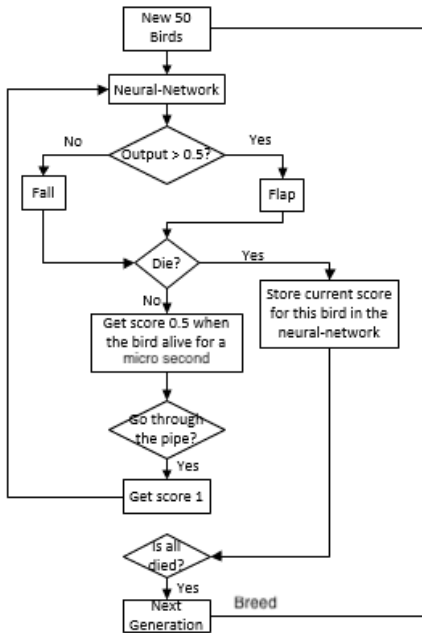 New 50
Birds
Neural-Network
Output > 0.5?
No
Yes
Fall
Flap
Die?
Yes
No
Store current score
for this bird in the
neural-network
Get score 0.5 when
the bird alive for a
micro second
Go through
the pipe?
Yes
Get score 1
Is all
died?
Yes
Next
Generation
Breed